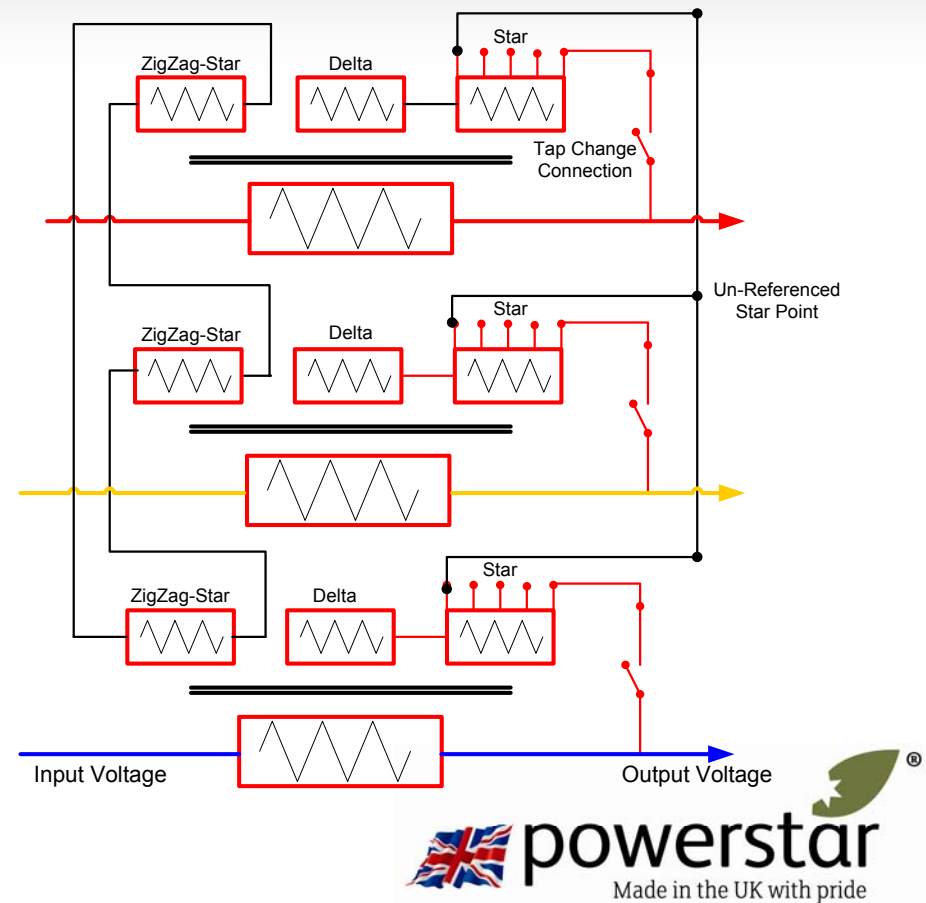 Star
ZigZag-Star
Delta
Tap Change
Connection
Un-Referenced
Star Point
Star
ZigZag-Star
Delta
Star
ZigZag-Star
Delta
Input Voltage
Output Voltage
®
powerstar
Made in the UK with pride